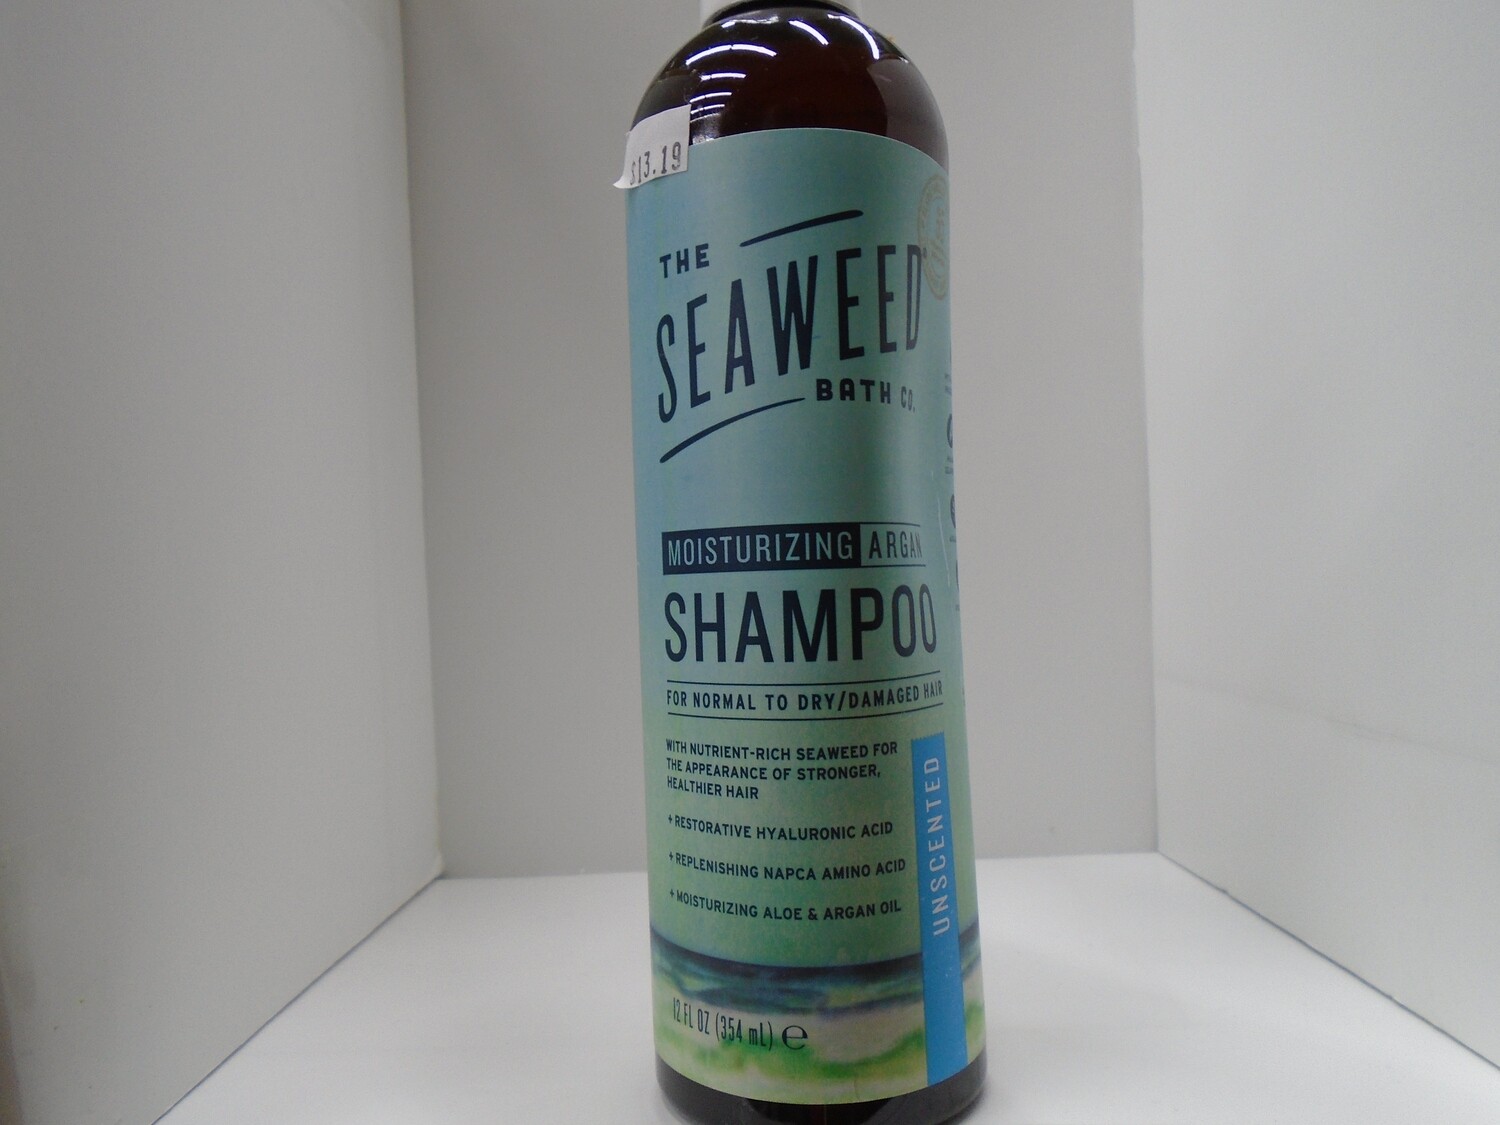 $13.19
THE
SEAWEED
BATH CO.
MOISTURIZING ARGAN
SHAMPOO
FOR NORMAL TO DRY/DAMAGED HAIR
WITH NUTRIENT-RICH SEAWEED FOR
THE APPEARANCE OF STRONGER,
HEALTHIER HAIR
+ RESTORATIVE HYALURONIC ACID
+ REPLENISHING NAPCA AMINO ACID
+ MOISTURIZING ALOE & ARGAN OIL
UNSCENTED
12 FL OZ (354 mL) ℮